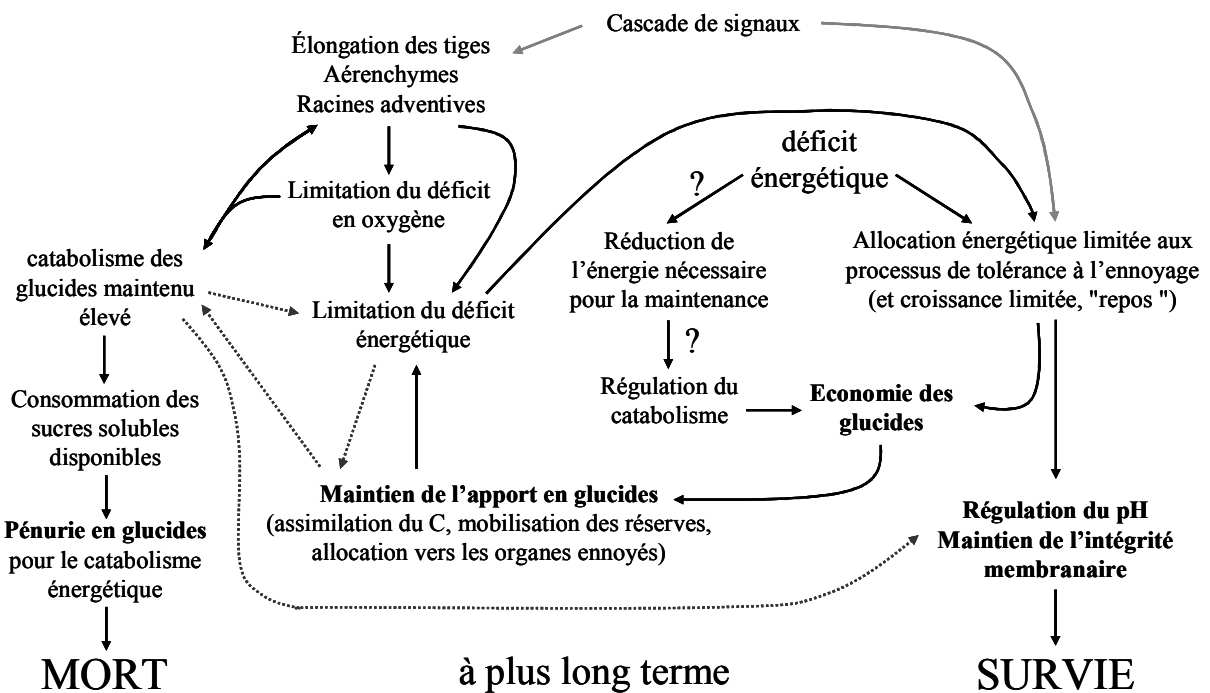 Cascade de signaux
Élongation des tiges
Aérenchymes
Racines adventives
déficit
énergétique
?
Limitation du déficit
en oxygène
Réduction de
l’énergie nécessaire
pour la maintenance
Allocation énergétique limitée aux
processus de tolérance à l’ennoyage
(et croissance limitée, "repos ")
catabolisme des
glucides maintenu
élevé
Limitation du déficit
énergétique
?
Régulation du
catabolisme
Economie des
glucides
Consommation des
sucres solubles
disponibles
Maintien de l’apport en glucides
(assimilation du C, mobilisation des réserves,
allocation vers les organes ennoyés)
Régulation du pH
Maintien de l’intégrité
membranaire
Pénurie en glucides
pour le catabolisme
énergétique
MORT
à plus long terme
SURVIE